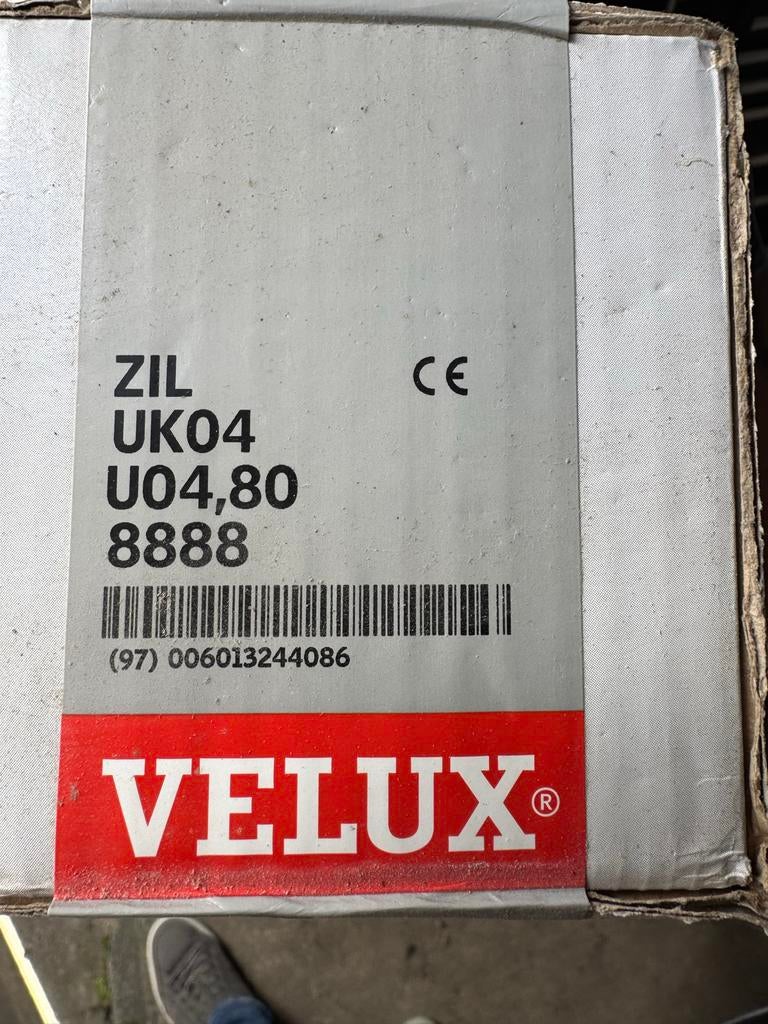 ZIL
CE
UK04
U04,80
8888
(97) 006013244086
VELUX®